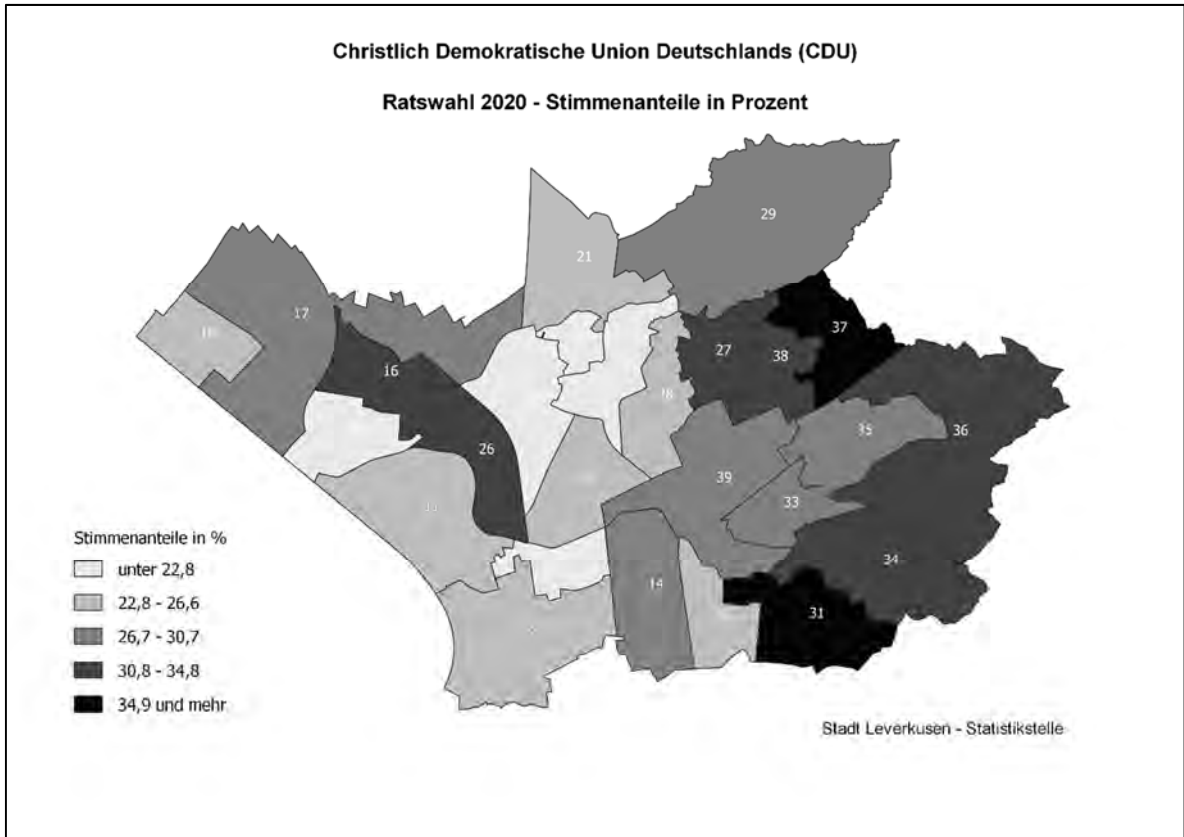 Christlich Demokratische Union Deutschlands (CDU)
Ratswahl 2020 - Stimmenanteile in Prozent
29
21
17
37
27
38
16
35
36
26
39
33
34
14
31
Stimmenanteile in %
unter 22,8
22,8 - 26,6
26,7 - 30,7
30,8 - 34,8
34,9 und mehr
Stadt Leverkusen - Statistikstelle